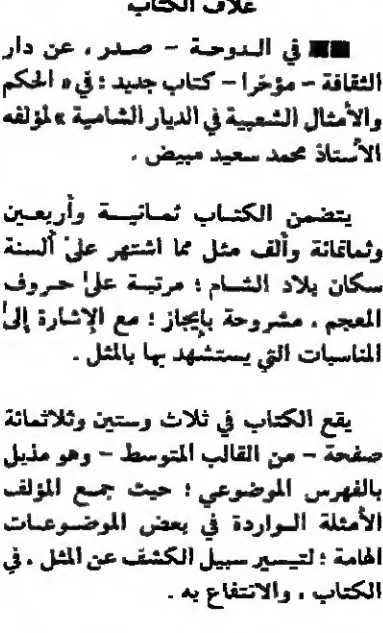 غلاف الكتاب
في الدوحة - صدر ، عن دار
الثقافة - مؤخرا - كتاب جديد ؛ في « الحكم
والأمثال الشعبية في الديار الشامية » لمؤلفه
الأستاذ محمد سعيد مبيض .
يتضمن الكتاب ثمانيـة وأربعين
وثمانمائة وألف مثل مما اشتهر على ألسنة
سكان بلاد الشام ؛ مرتبة على حروف
المعجم ، مشروحة بإيجاز ؛ مع الإشارة إلى
المناسبات التي يستشهد بها بالمثل .
يقع الكتاب في ثلاث وستين وثلاثمائة
صفحة - من القالب المتوسط - وهو مذيل
بالفهرس الموضوعي ؛ حيث جمع المؤلف
الأمثلة الواردة في بعض الموضوعات
الهامة ؛ لتيسير سبيل الكشف عن المثل ، في
الكتاب ، والانتفاع به .